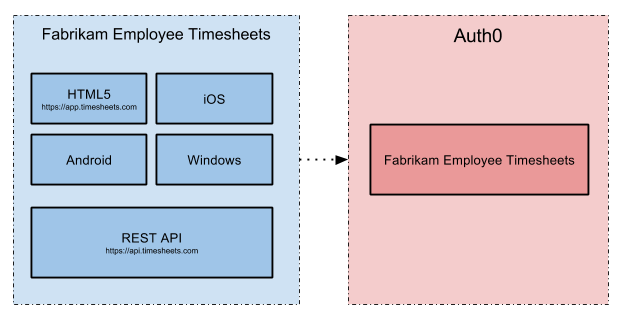 Fabrikam Employee Timesheets
HTML5
https://app.timesheets.com
iOS
Android
Windows
REST API
https://api.timesheets.com
Auth0
Fabrikam Employee Timesheets